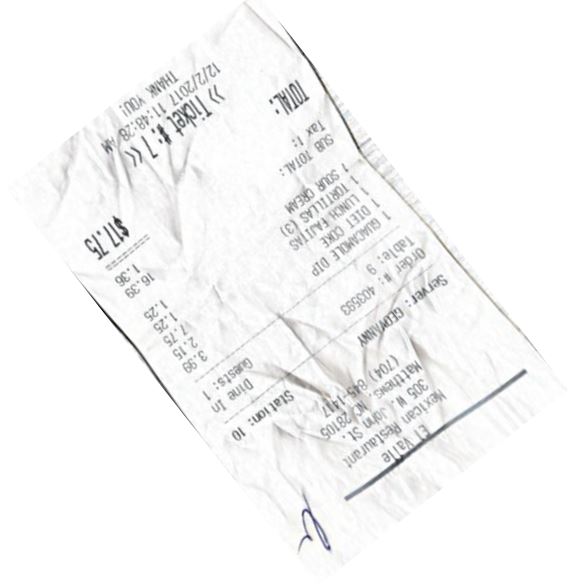 El Valle
Mexican Restaurant
305 W. John St.
Matthews, NC 28105
(704) 845-1417
Server: GEOVANNY Station: 10
Order #: 403593 Dine In
Table: 9 Guests: 1
1 GUACAMOLE DIP 3.99
1 DIET COKE 2.15
1 LUNCH FAJITAS 7.75
1 TORTILLAS (3) 1.25
1 SOUR CREAM 1.25
SUB TOTAL: 16.39
Tax 1: 1.36
TOTAL: $17.75
>> Ticket #: 7 <<
12/2/2017 11:48:28 AM
THANK YOU!